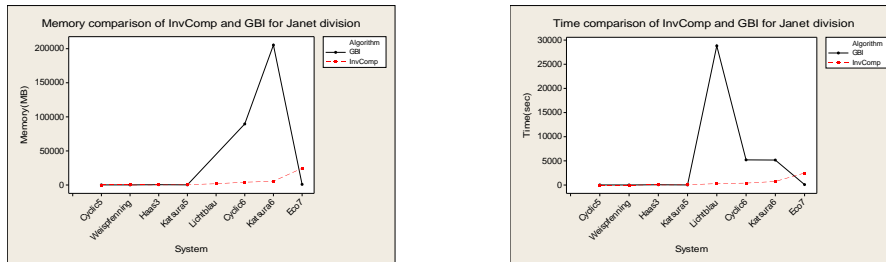 Memory comparison of InvComp and GBI for Janet division
Algorithm
GBI
InvComp
200000
150000
100000
50000
0
Memory(MB)
Cyclic5
Weispfenning
Haas3
Katsura5
Lichtblau
Cyclic6
Katsura6
Eco7
System
Time comparison of InvComp and GBI for Janet division
Algorithm
GBI
InvComp
30000
25000
20000
15000
10000
5000
0
Time(sec)
Cyclic5
Weispfenning
Haas3
Katsura5
Lichtblau
Cyclic6
Katsura6
Eco7
System